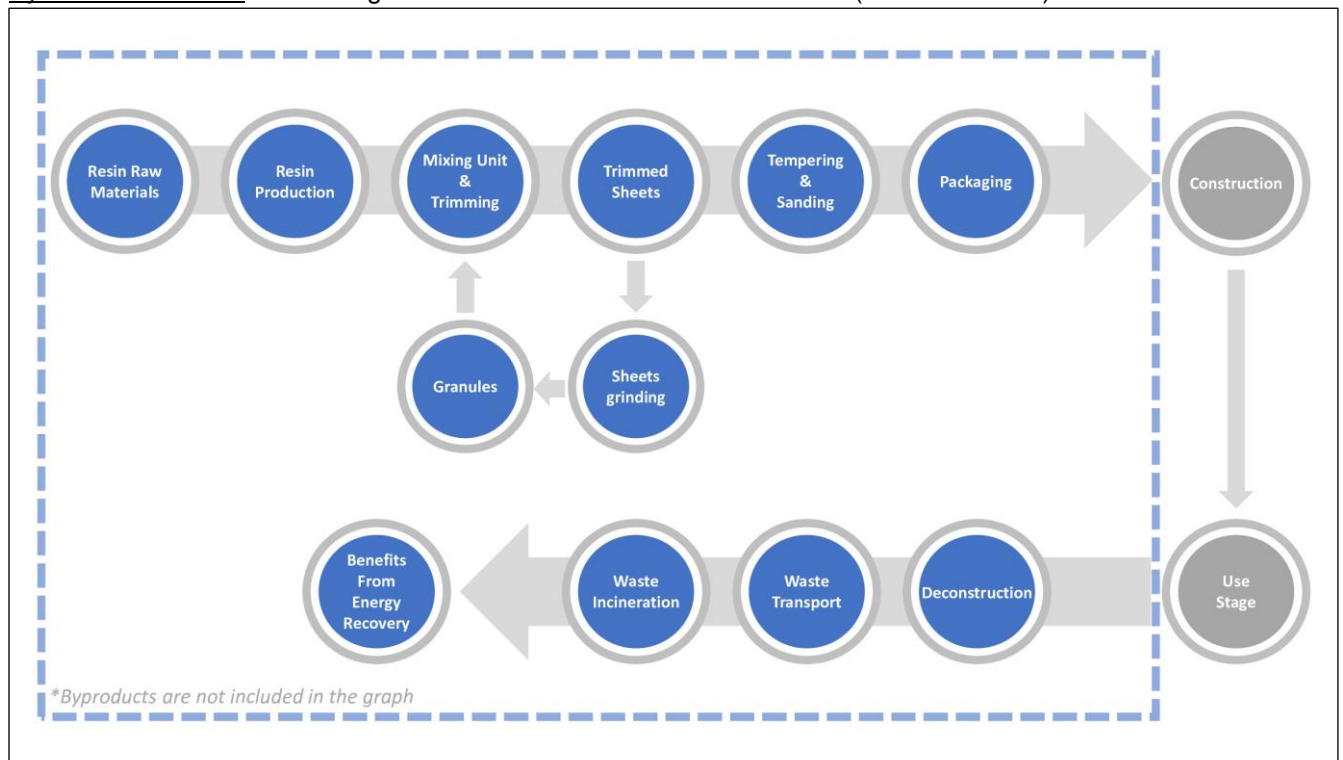 Resin Raw
Materials
Resin
Production
Mixing Unit
&
Trimming
Trimmed
Sheets
Tempering
&
Sanding
Packaging
Construction
Granules
Sheets
grinding
Benefits
From
Energy
Recovery
Waste
Incineration
Waste
Transport
Deconstruction
Use
Stage
*Byproducts are not included in the graph